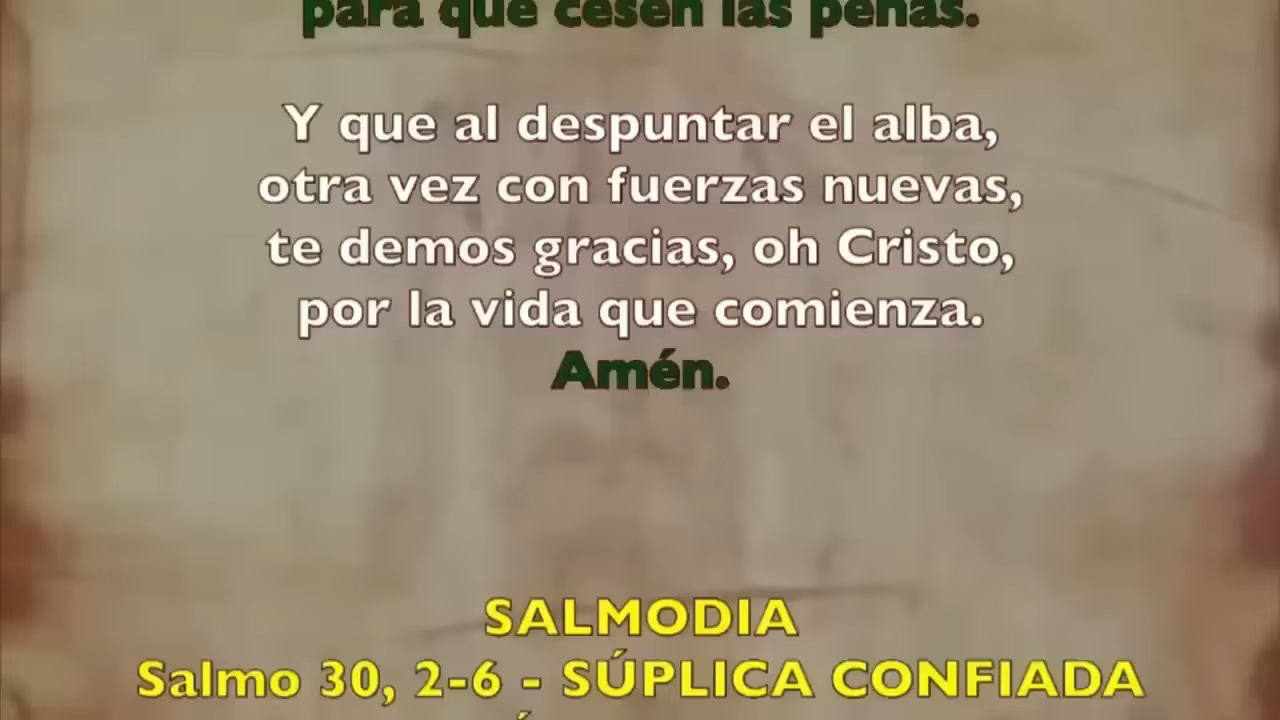 para que cesen las penas.
Y que al despuntar el alba,
otra vez con fuerzas nuevas,
te demos gracias, oh Cristo,
por la vida que comienza.
Amén.
SALMODIA
Salmo 30, 2-6 - SÚPLICA CONFIADA